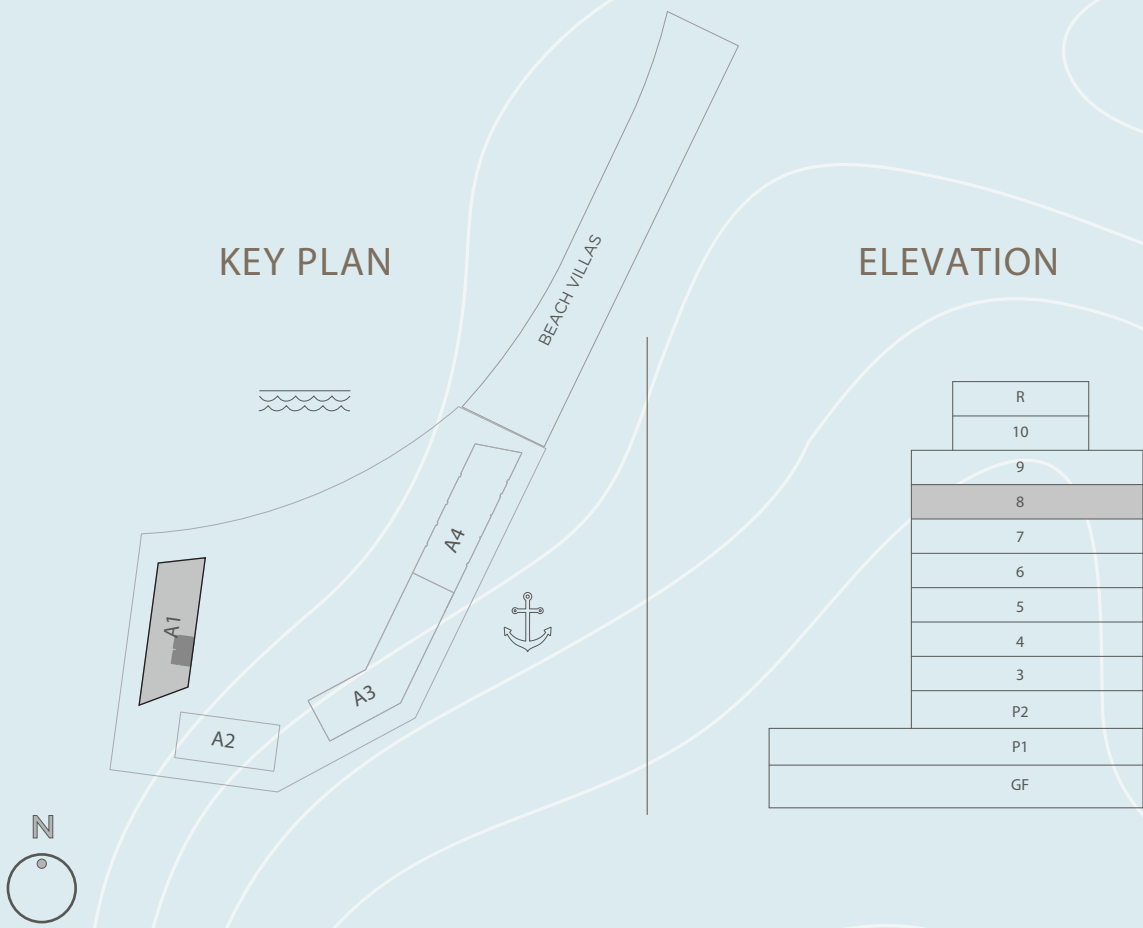 KEY PLAN
BEACH VILLAS
A4
A1
A3
A2
N
ELEVATION
R
10
9
8
7
6
5
4
3
P2
P1
GF